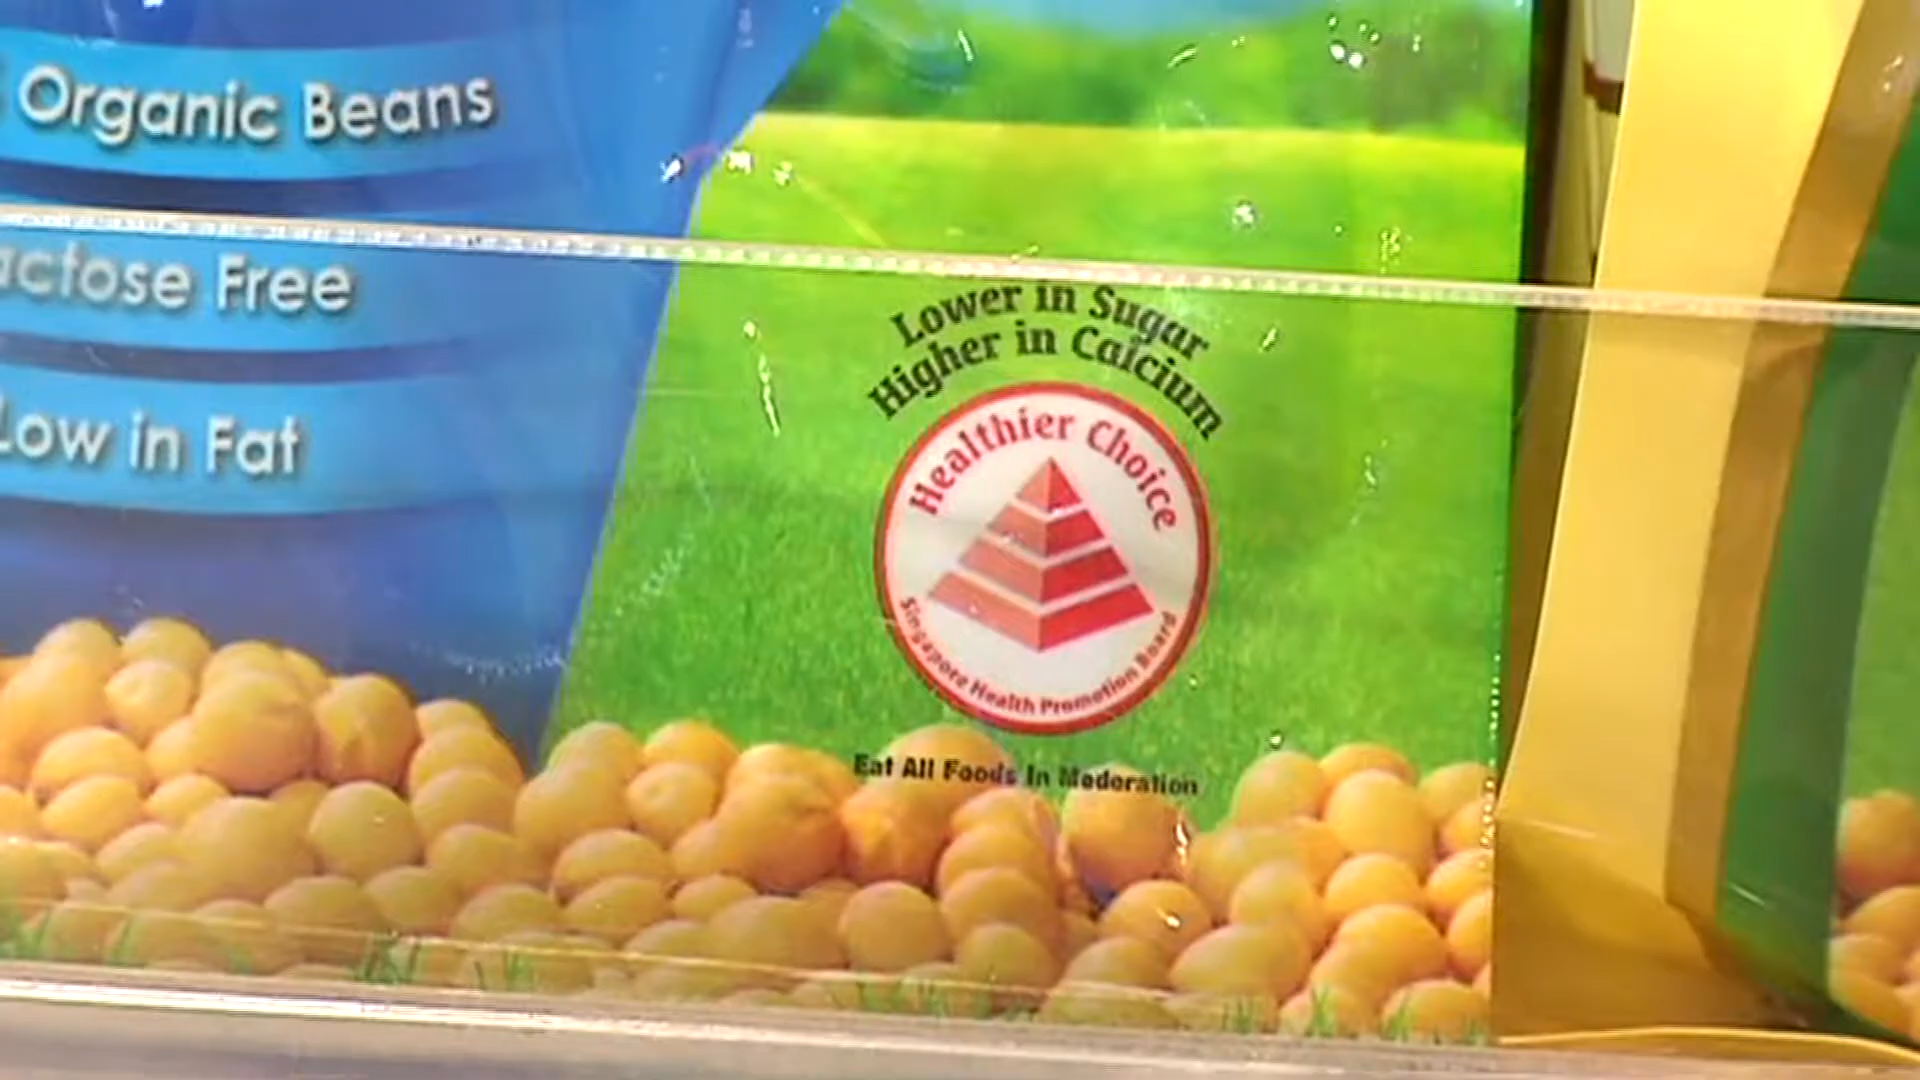 Organic Beans
actose Free
Low in Fat
Lower in Sugar
Higher in Calcium
Healthier Choice
Singapore Health Promotion Board
Eat All Foods In Moderation